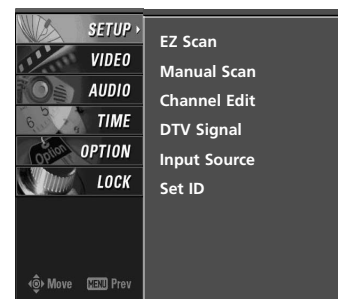 SETUP
VIDEO
AUDIO
TIME
OPTION
LOCK
EZ Scan
Manual Scan
Channel Edit
DTV Signal
Input Source
Set ID
Move MENU Prev